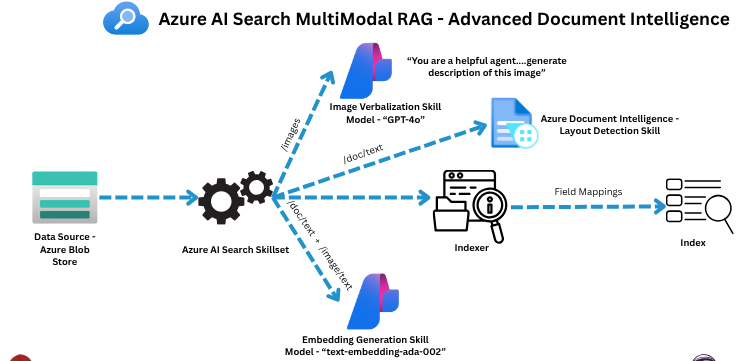 Azure AI Search MultiModal RAG - Advanced Document Intelligence
“You are a helpful agent....generate
description of this image”
Image Verbalization Skill
Model - “GPT-4o”
/images
Azure Document Intelligence -
Layout Detection Skill
/doc/text
Data Source -
Azure Blob
Store
Azure AI Search Skillset
Indexer
Field Mappings
Index
/doc/text + /image/text
Embedding Generation Skill
Model - “text-embedding-ada-002”